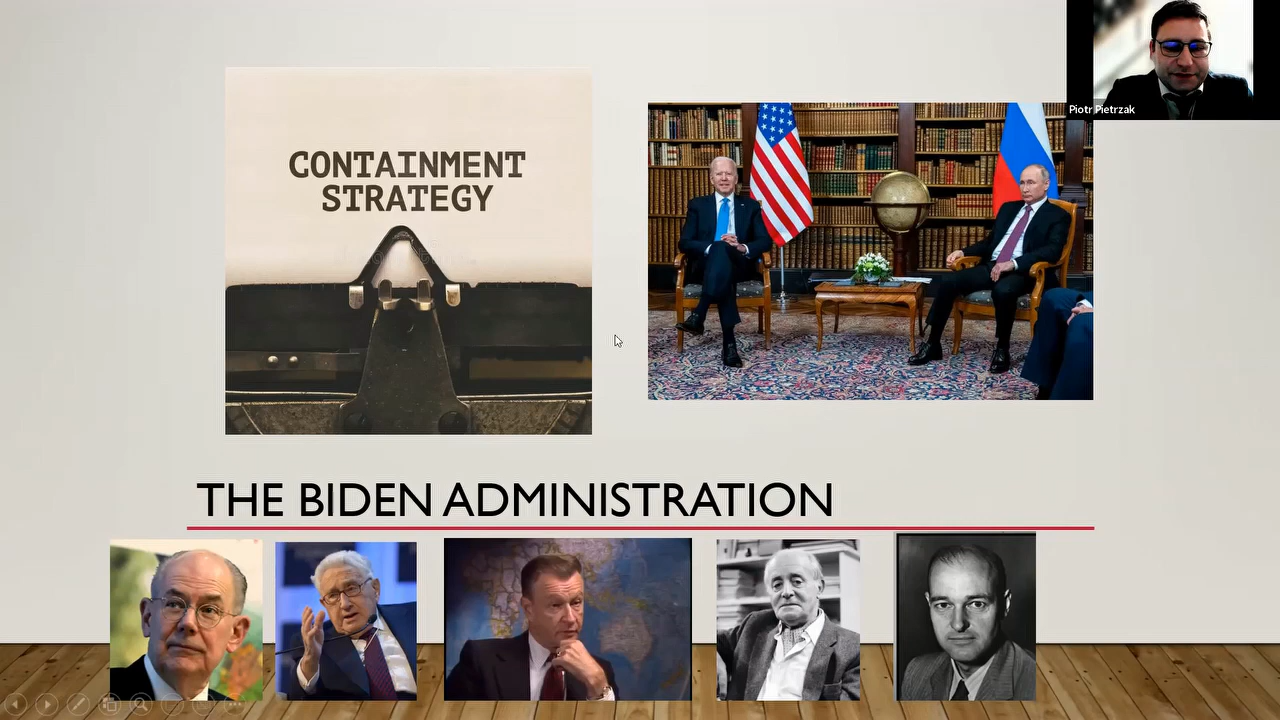 Piotr Pietrzak
CONTAINMENT
STRATEGY
THE BIDEN ADMINISTRATION